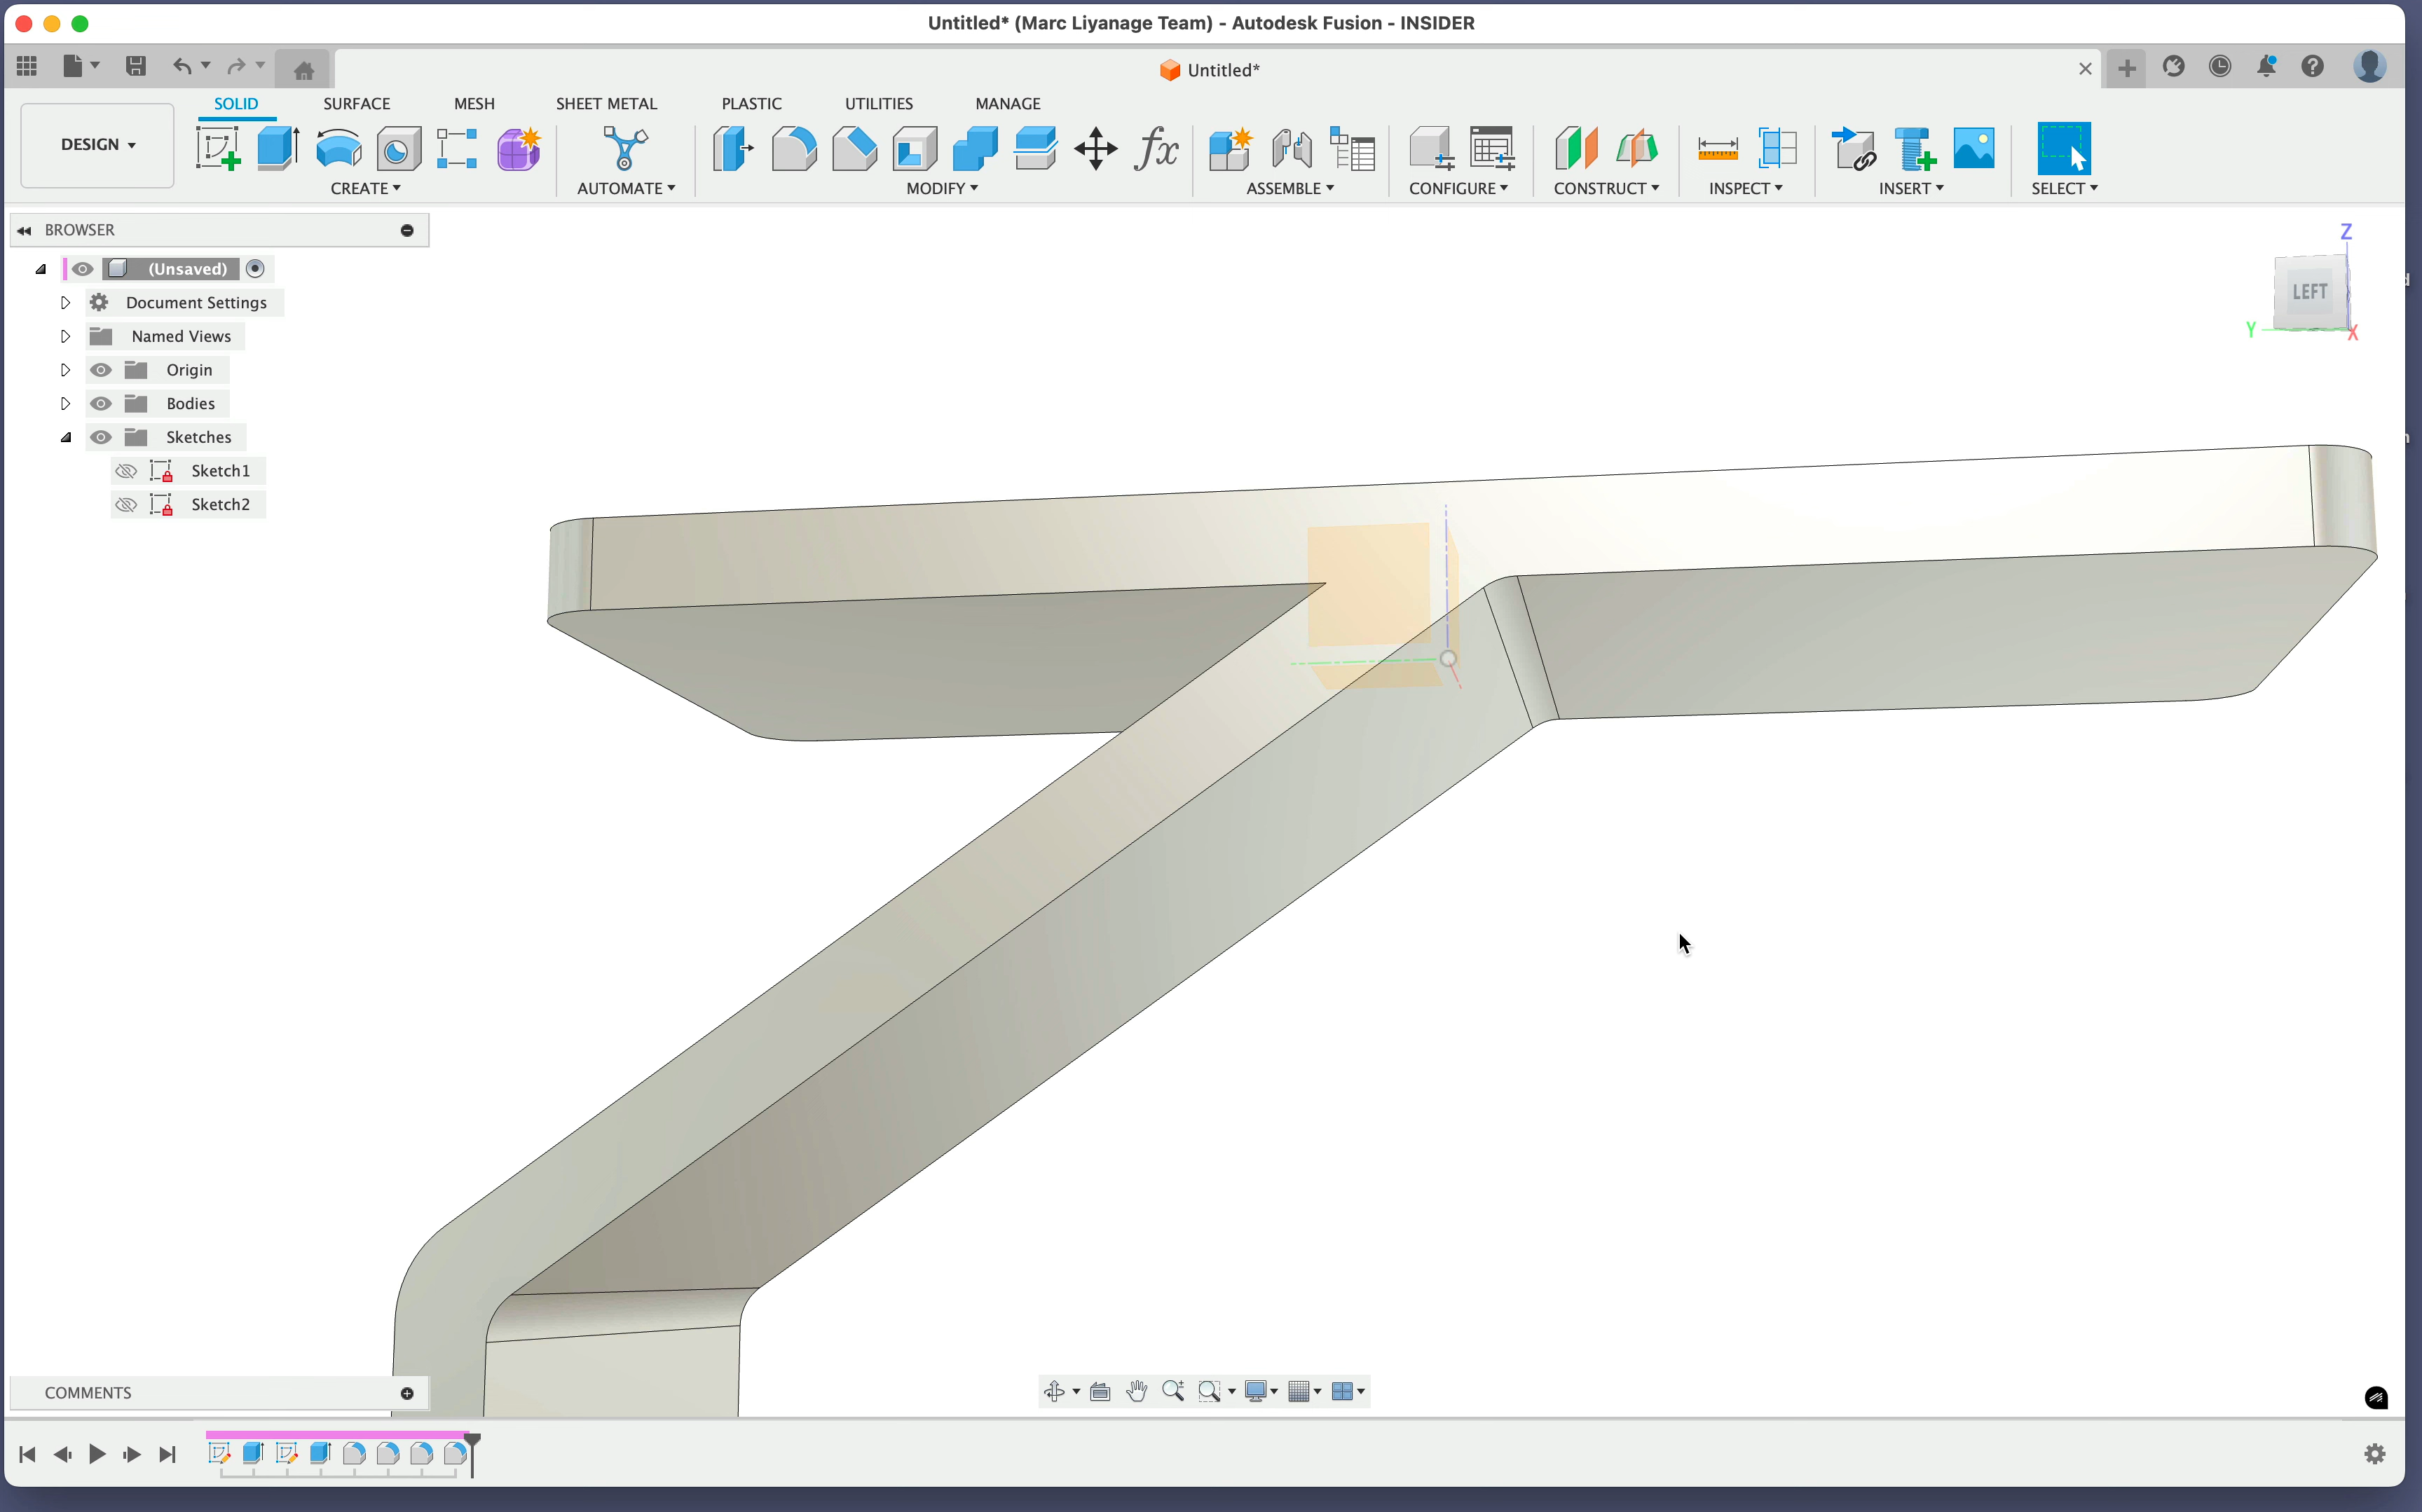 Untitled* (Marc Liyanage Team) - Autodesk Fusion - INSIDER
Untitled*
SOLID SURFACE MESH SHEET METAL PLASTIC UTILITIES MANAGE
DESIGN
fx
CREATE AUTOMATE MODIFY ASSEMBLE CONFIGURE CONSTRUCT INSPECT INSERT SELECT
BROWSER
(Unsaved)
Document Settings
Named Views
Origin
Bodies
Sketches
Sketch1
Sketch2
Z
LEFT
Y
X
COMMENTS